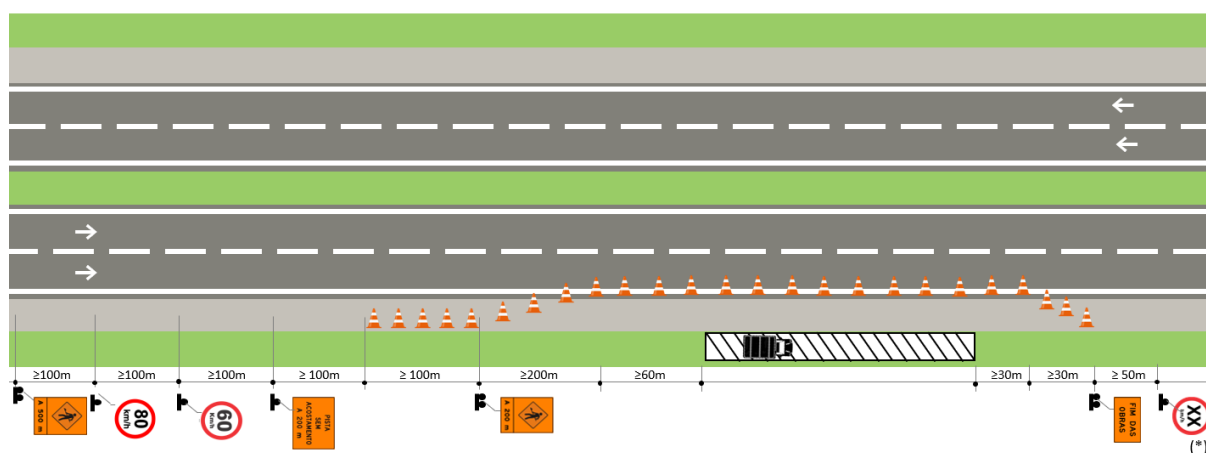 ≥100m
≥100m
≥100m
≥ 100m
≥ 100m
≥200m
≥60m
≥30m
≥30m
≥ 50m
A 500 m
80
km/h
60
Km/h
PISTA
SEM
ACOSTAMENTO
A 200 m
A 200 m
FIM DAS
OBRAS
XX
km/h
(*)